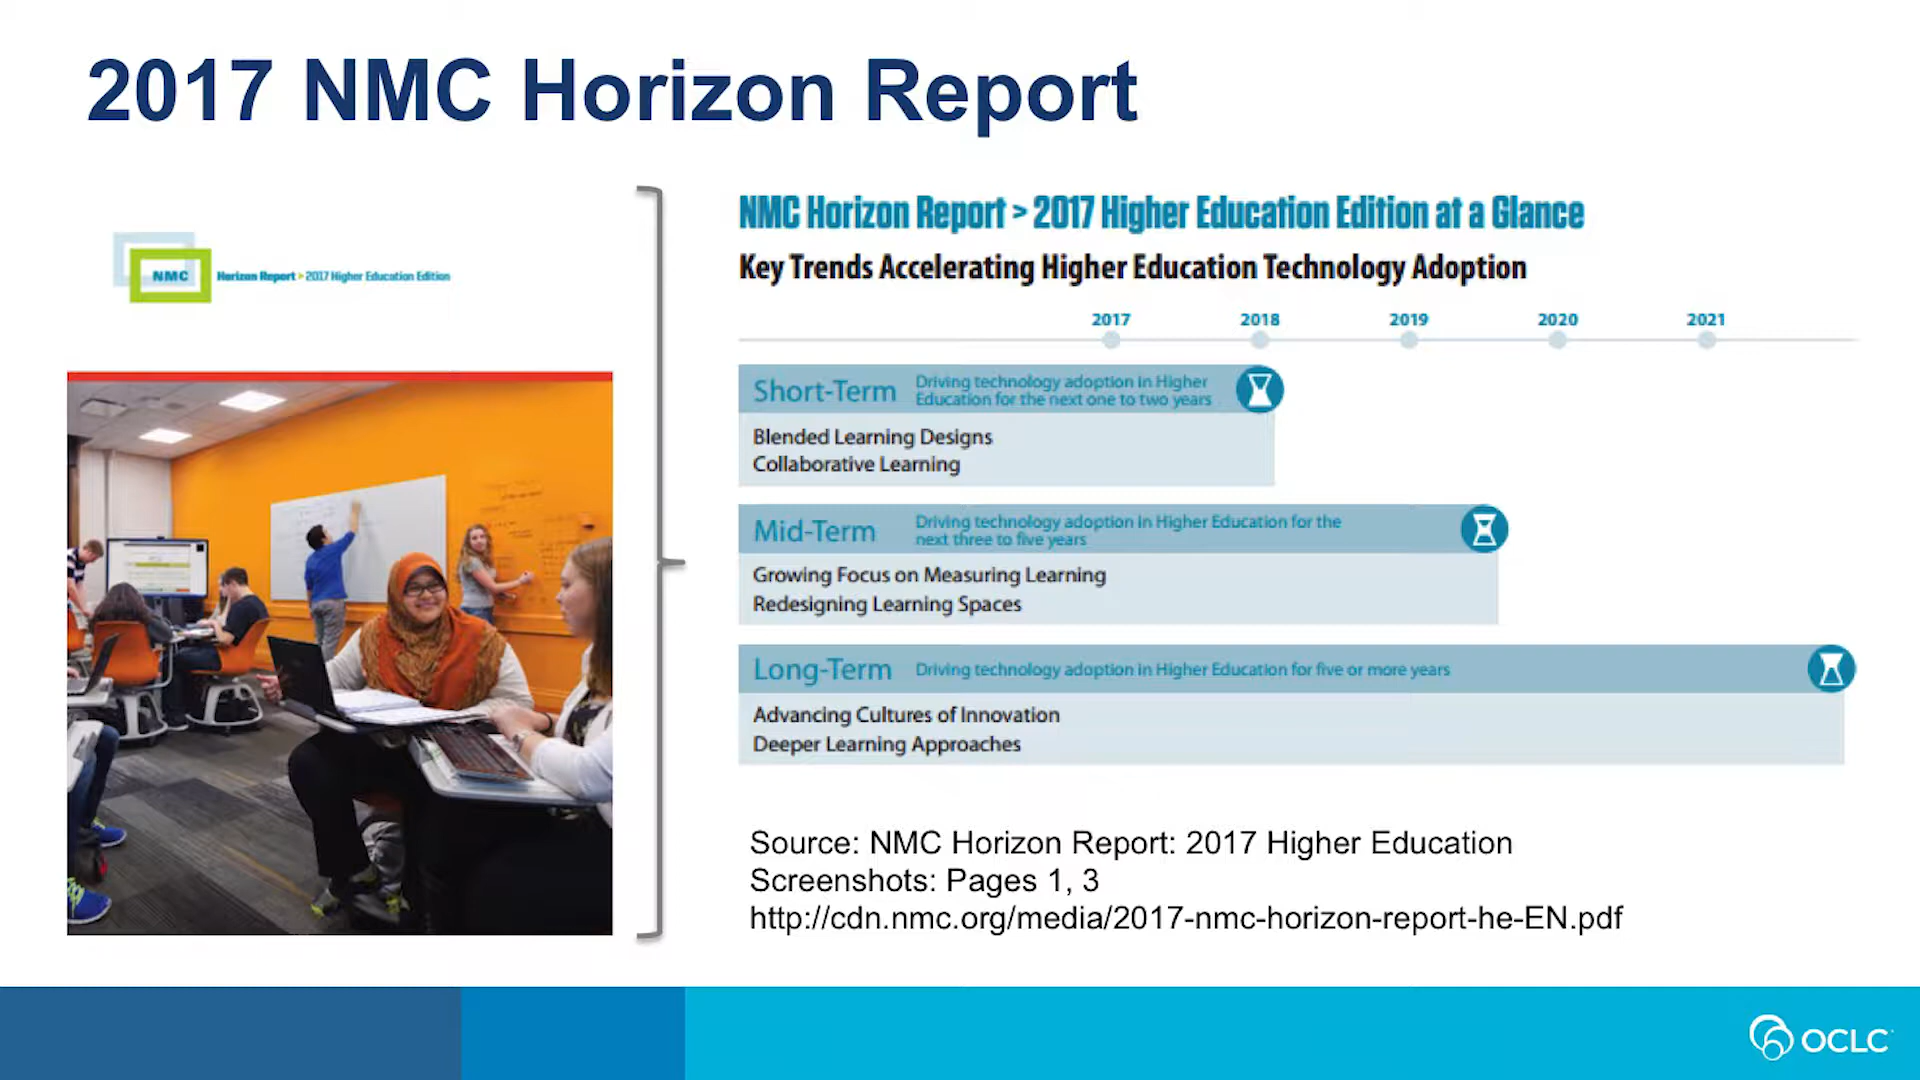 2017 NMC Horizon Report
NMC
Horizon Report > 2017 Higher Education Edition
NMC Horizon Report > 2017 Higher Education Edition at a Glance
Key Trends Accelerating Higher Education Technology Adoption
2017 2018 2019 2020 2021
Short-Term
Driving technology adoption in Higher
Education for the next one to two years
Blended Learning Designs
Collaborative Learning
Mid-Term
Driving technology adoption in Higher Education for the
next three to five years
Growing Focus on Measuring Learning
Redesigning Learning Spaces
Long-Term
Driving technology adoption in Higher Education for five or more years
Advancing Cultures of Innovation
Deeper Learning Approaches
Source: NMC Horizon Report: 2017 Higher Education
Screenshots: Pages 1, 3
http://cdn.nmc.org/media/2017-nmc-horizon-report-he-EN.pdf
OCLC